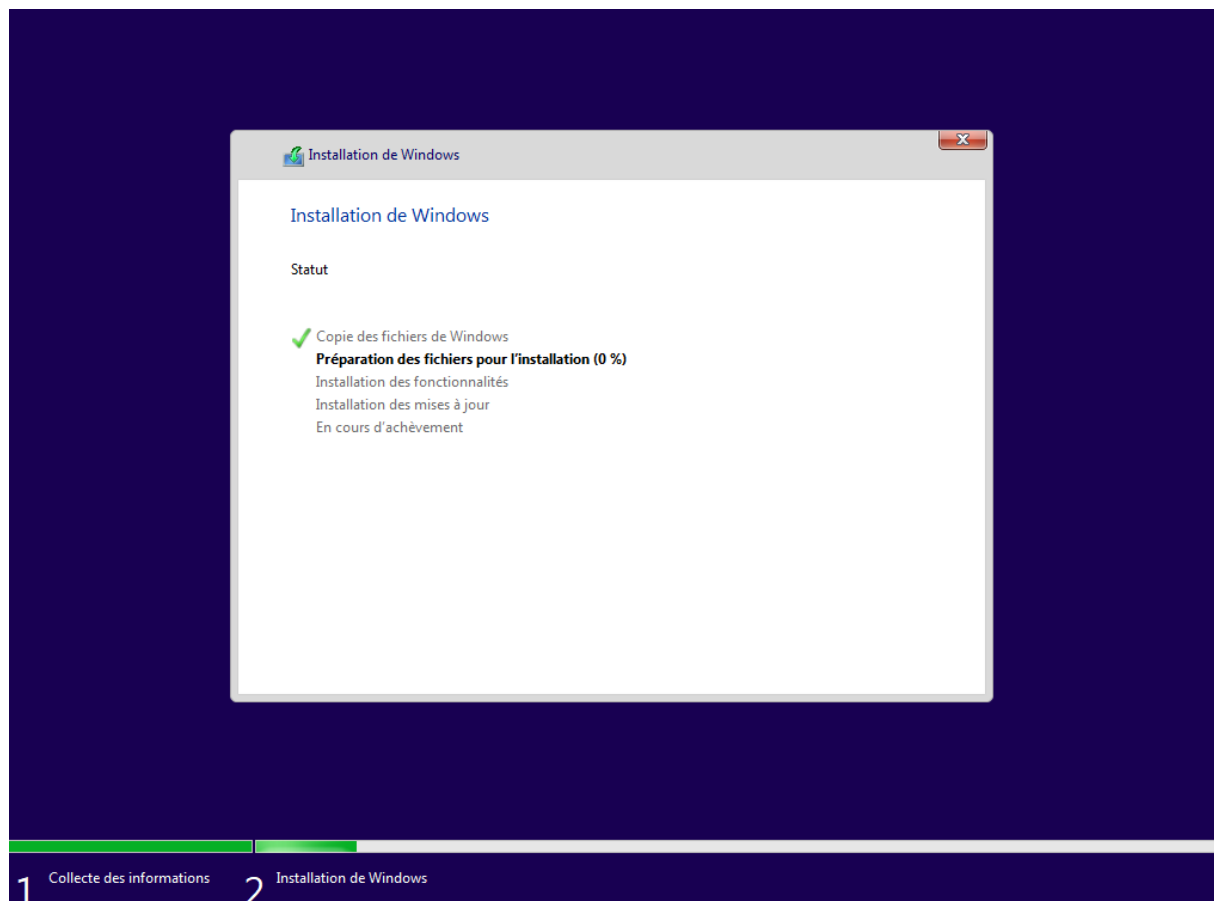 Installation de Windows
Installation de Windows
Statut
Copie des fichiers de Windows
Préparation des fichiers pour l'installation (0 %)
Installation des fonctionnalités
Installation des mises à jour
En cours d'achèvement
1 Collecte des informations
2 Installation de Windows